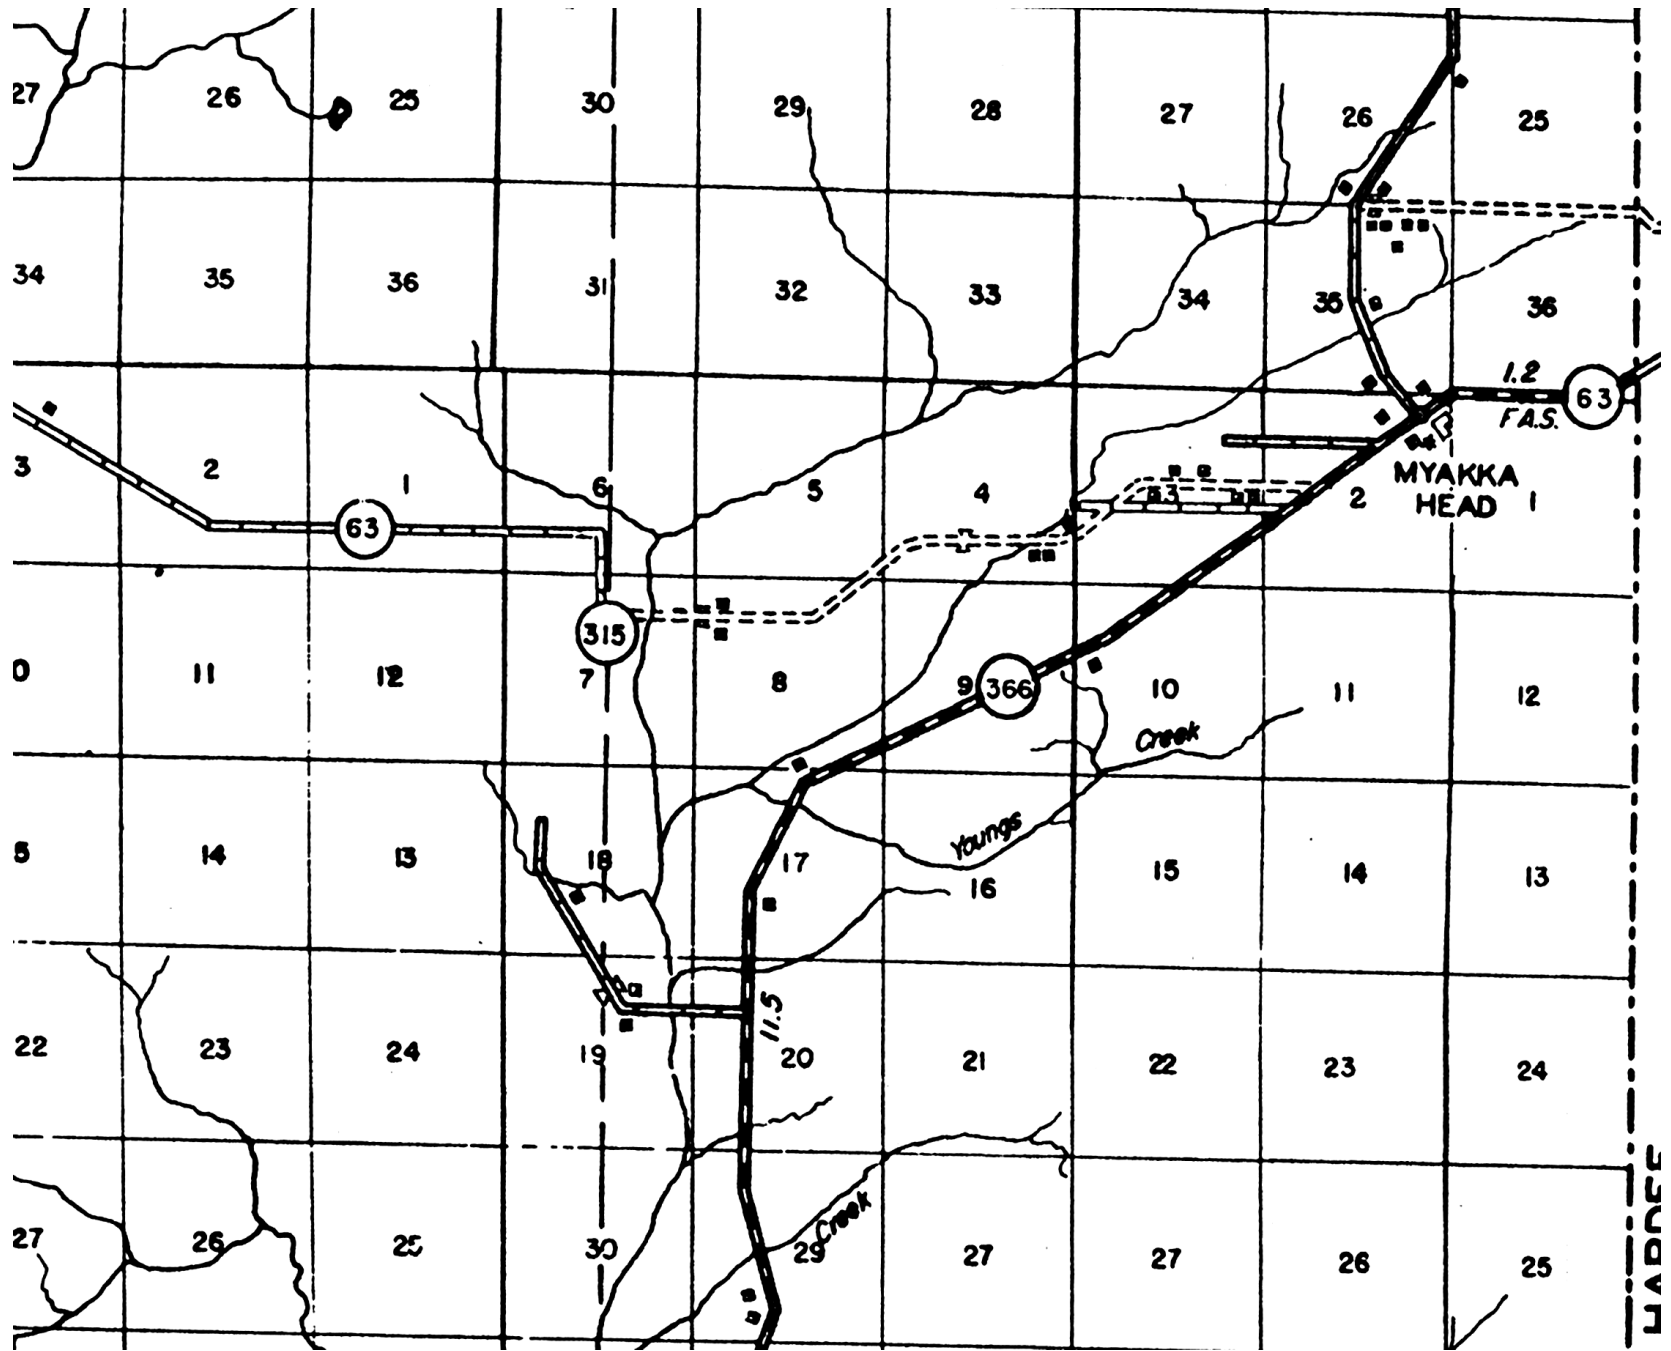 27 26 25 30 29 28 27 26 25
34 35 36 31 32 33 34 35 36
1.2
63
F.A.S.
3 2 1 6 5 4 3 2 1
MYAKKA
HEAD
63
315
0 11 12 7 8 9 366 10 11 12
Creek
Youngs
5 14 13 18 17 16 15 14 13
11.5
22 23 24 19 20 21 22 23 24
Creek
27 26 25 30 29 27 27 26 25
HARDEE